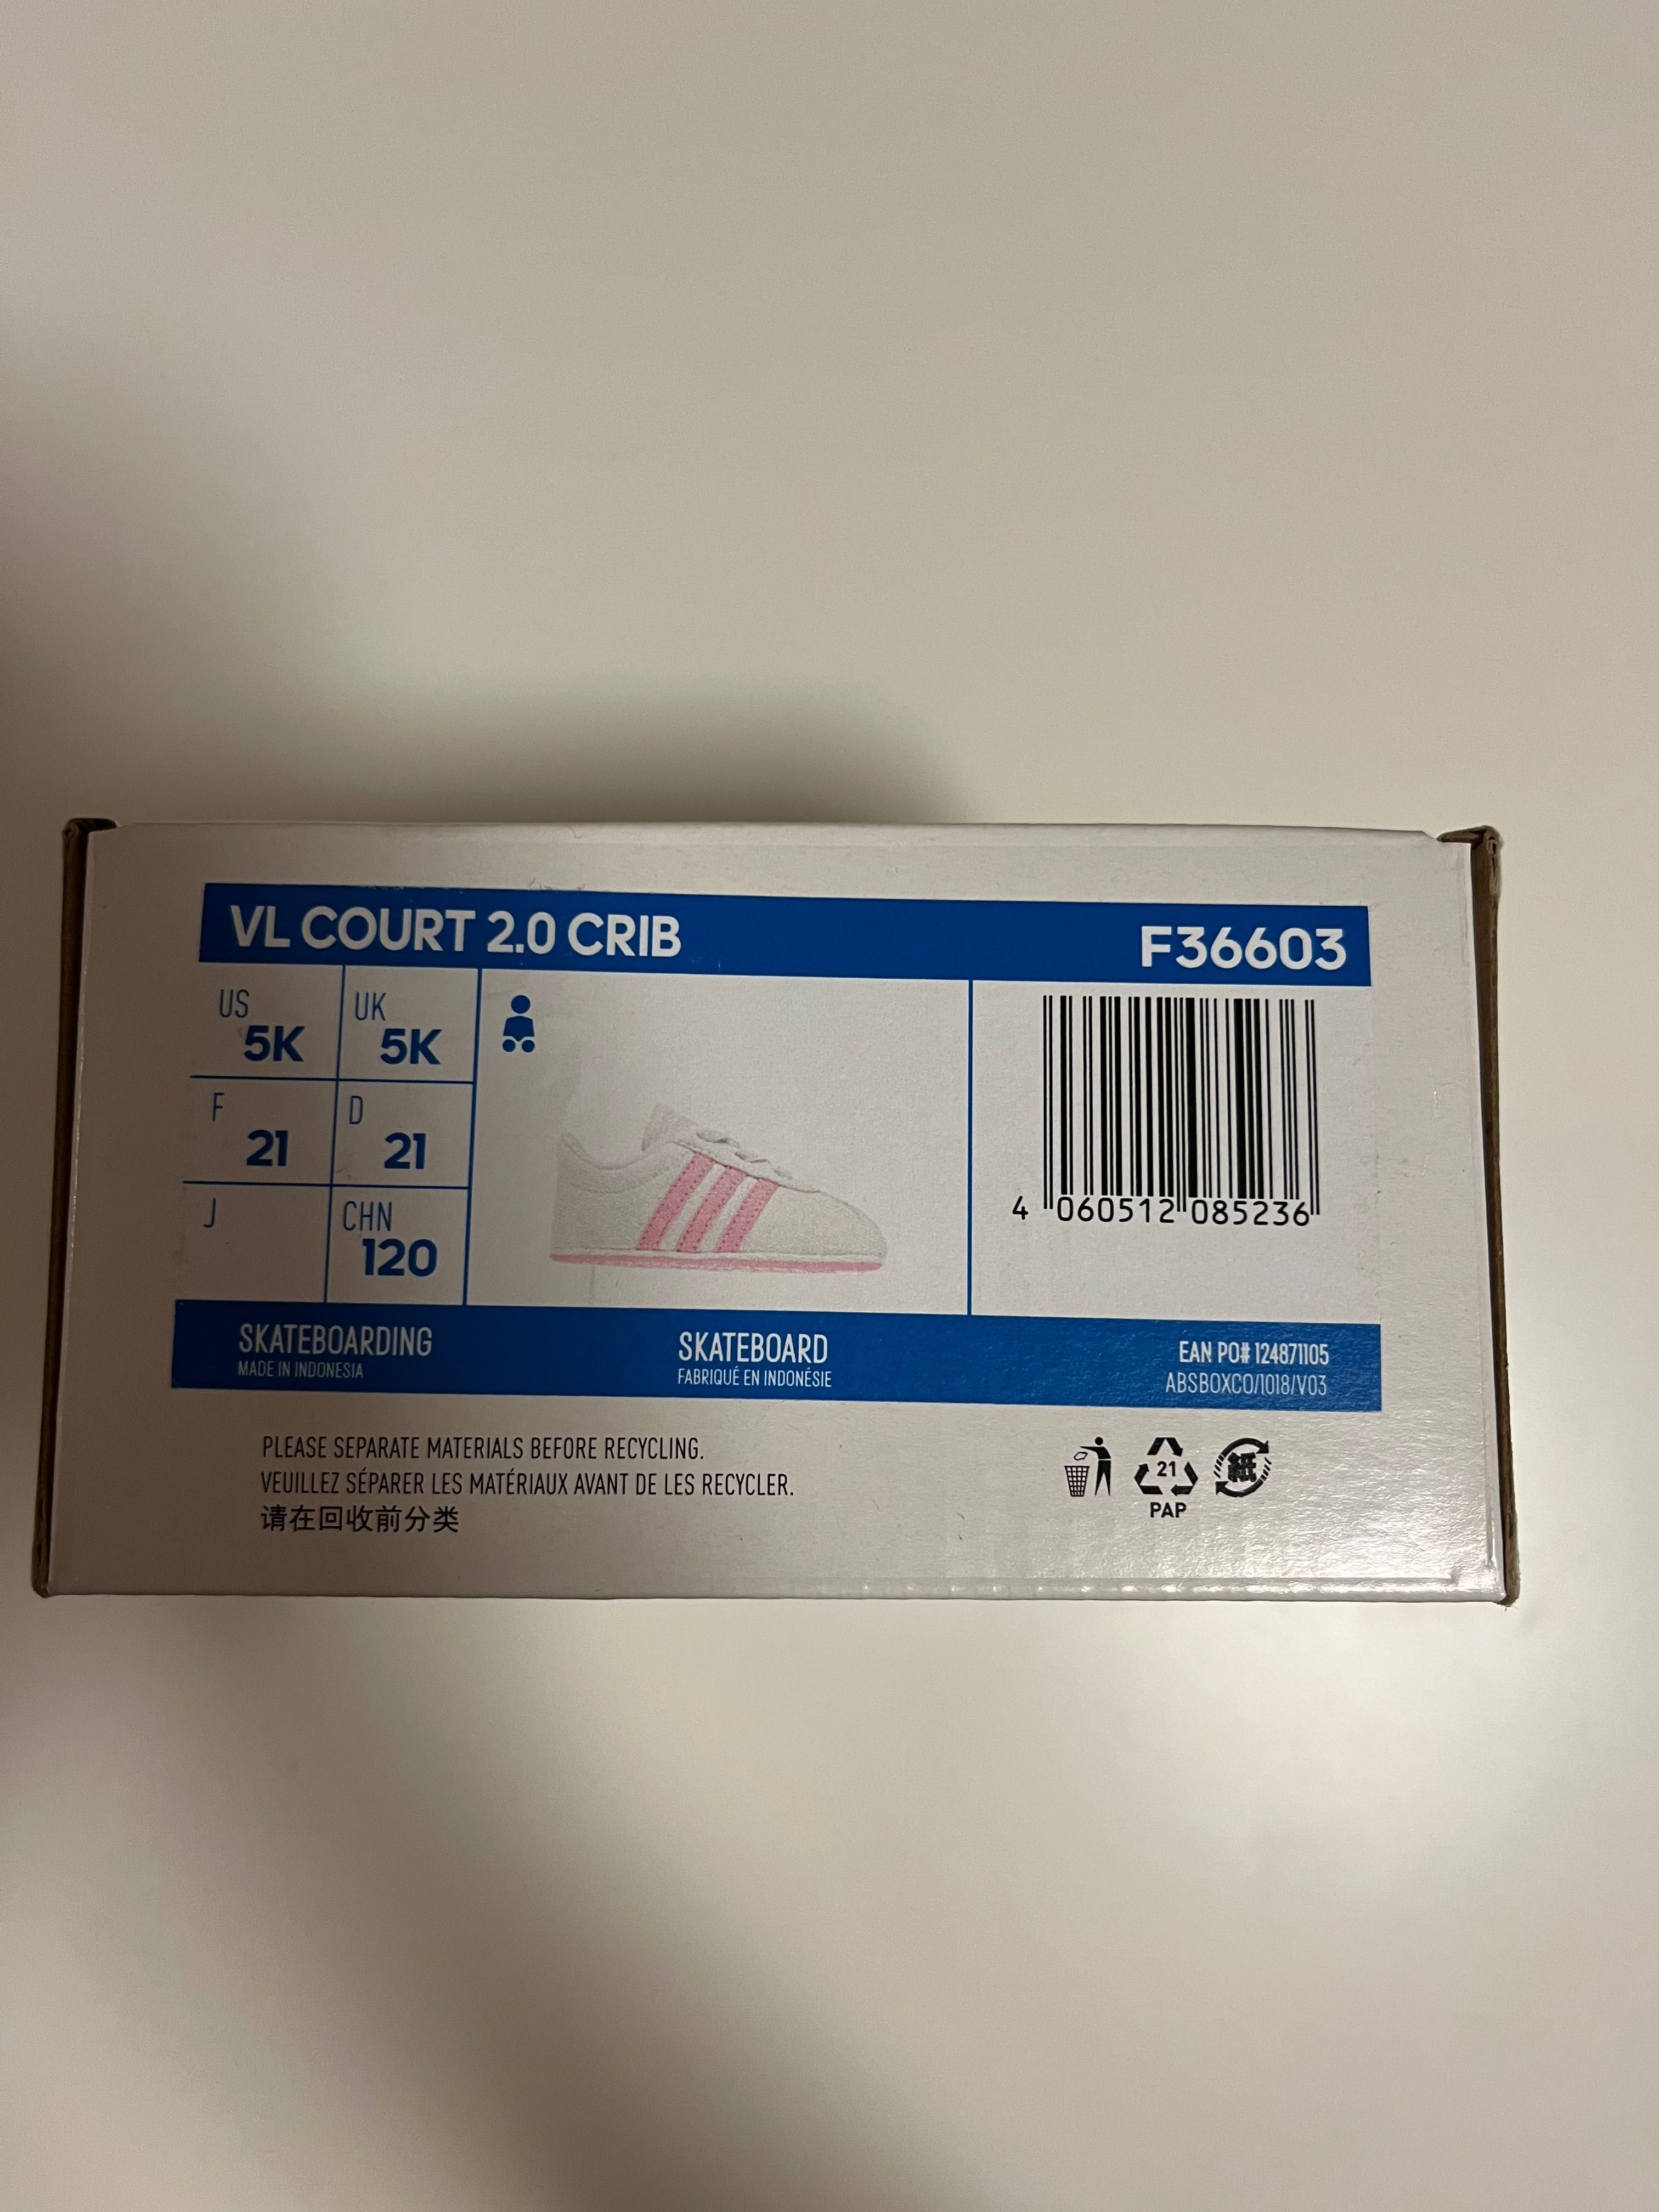 VL COURT 2.0 CRIB F36603
US 5K UK 5K
F 21 D 21
J CHN 120
4 060512 085236
SKATEBOARDING SKATEBOARD EAN PO# 124871105
MADE IN INDONESIA FABRIQUÉ EN INDONÉSIE ABSBOXCO/1018/V03
PLEASE SEPARATE MATERIALS BEFORE RECYCLING.
VEUILLEZ SÉPARER LES MATÉRIAUX AVANT DE LES RECYCLER.
请在回收前分类
21 紙
PAP